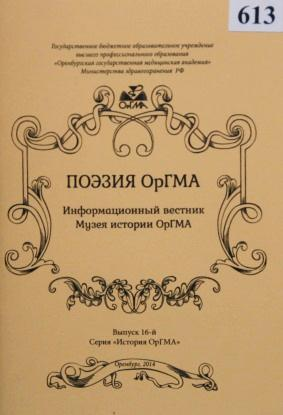 613
Государственное бюджетное образовательное учреждение
высшего профессионального образования
«Оренбургская государственная медицинская академия»
Министерства здравоохранения РФ
ОрГМА
ПОЭЗИЯ ОрГМА
Информационный вестник
Музея истории ОрГМА
Выпуск 16-й
Серия «История ОрГМА»
Оренбург, 2014